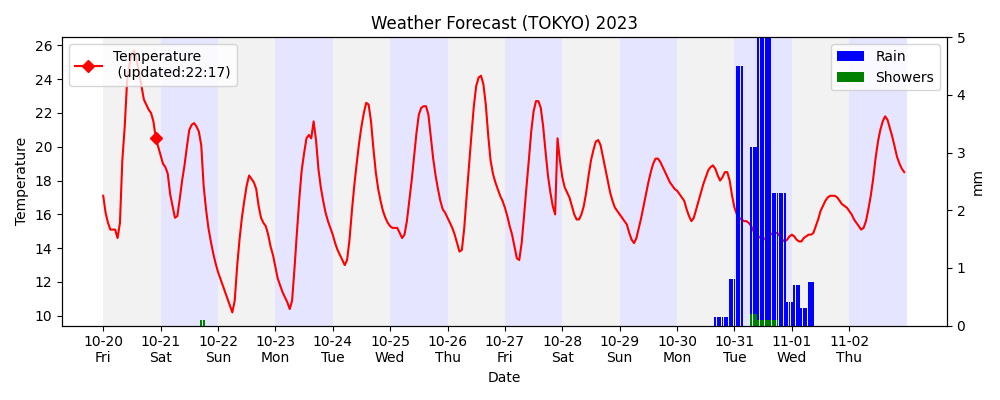 Weather Forecast (TOKYO) 2023
Temperature
(updated:22:17)
Rain
Showers
26
24
22
20
18
16
14
12
10
Temperature
5
4
3
2
1
0
mm
10-20 10-21 10-22 10-23 10-24 10-25 10-26 10-27 10-28 10-29 10-30 10-31 11-01 11-02
Fri Sat Sun Mon Tue Wed Thu Fri Sat Sun Mon Tue Wed Thu
Date